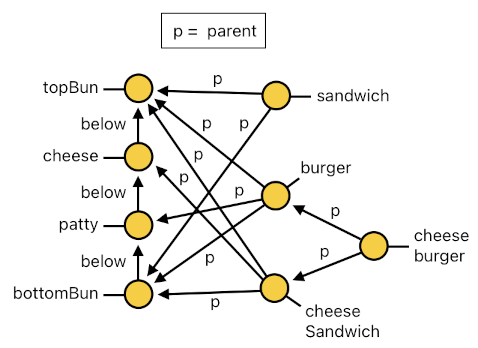 p = parent
topBun
p
sandwich
below
p
p
cheese
p
burger
p
below
p
patty
p
cheese
burger
below
p
p
bottomBun
p
cheese
Sandwich